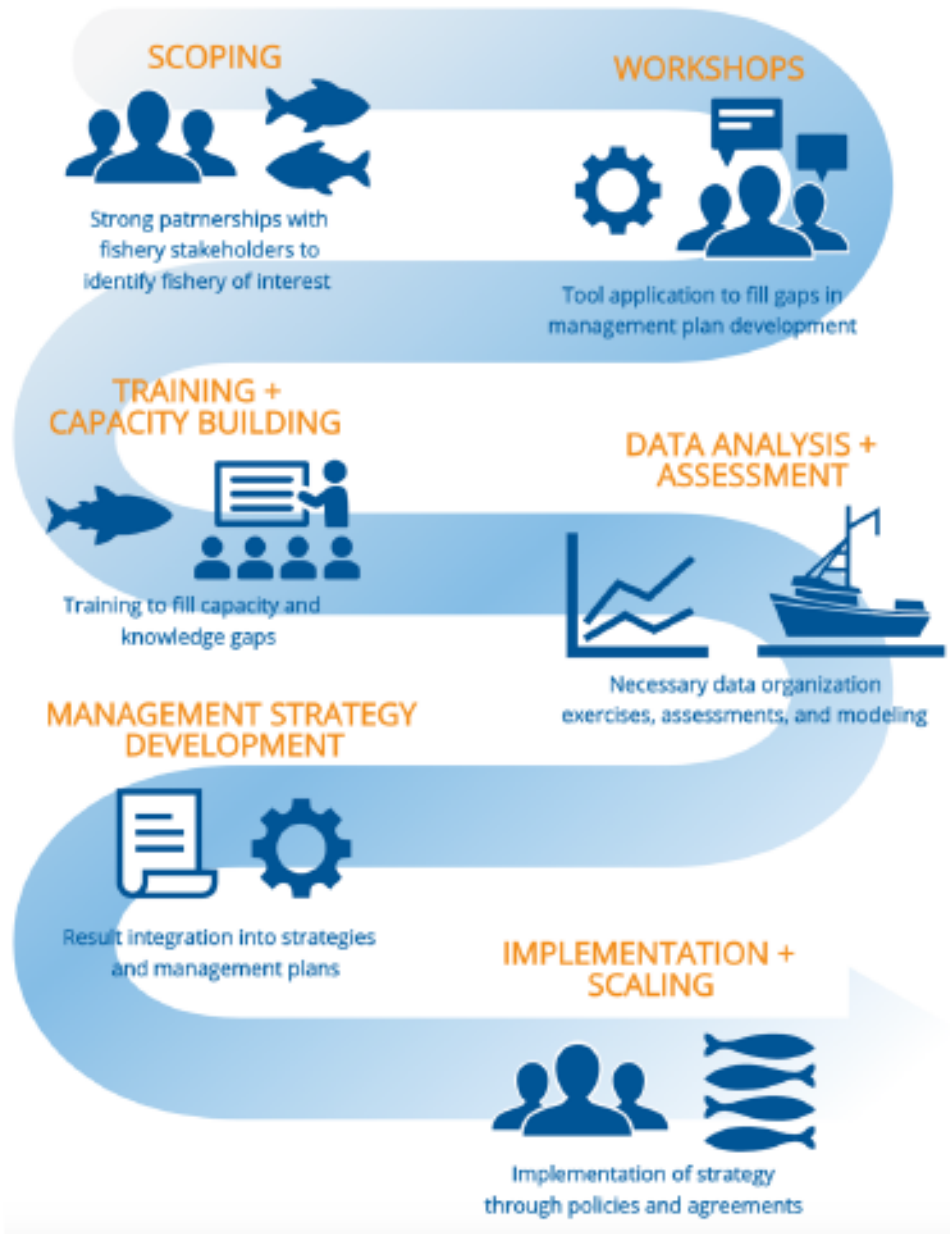 SCOPING
Strong patrnerships with
fishery stakeholders to
identify fishery of interest
WORKSHOPS
Tool application to fill gaps in
management plan development
TRAINING +
CAPACITY BUILDING
Training to fill capacity and
knowledge gaps
DATA ANALYSIS +
ASSESSMENT
Necessary data organization
exercises, assessments, and modeling
MANAGEMENT STRATEGY
DEVELOPMENT
Result integration into strategies
and management plans
IMPLEMENTATION +
SCALING
Implementation of strategy
through policies and agreements